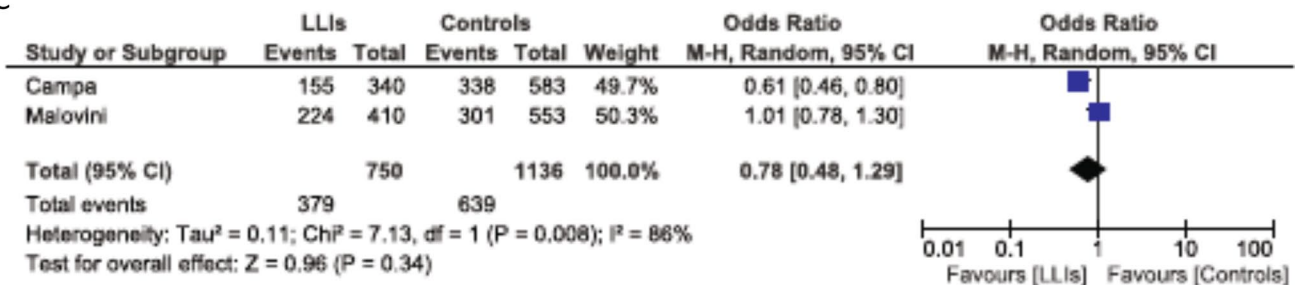 LLIs Controls Odds Ratio Odds Ratio
Study or Subgroup Events Total Events Total Weight M-H, Random, 95% CI M-H, Random, 95% CI
Campa 155 340 338 583 49.7% 0.61 [0.46, 0.80]
Malovini 224 410 301 553 50.3% 1.01 [0.78, 1.30]
Total (95% CI) 750 1136 100.0% 0.78 [0.48, 1.29]
Total events 379 639
Heterogeneity: Tau² = 0.11; Chi² = 7.13, df = 1 (P = 0.008); I² = 86%
Test for overall effect: Z = 0.96 (P = 0.34)
0.01 0.1 1 10 100
Favours [LLIs] Favours [Controls]